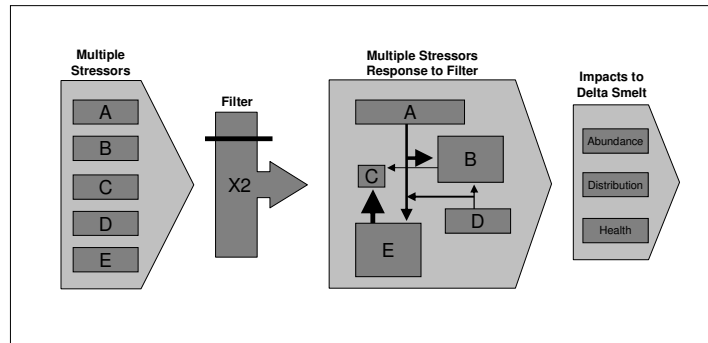 Multiple
Stressors
A
B
C
D
E
Filter
X2
Multiple Stressors
Response to Filter
A
B
C
D
E
Impacts to
Delta Smelt
Abundance
Distribution
Health